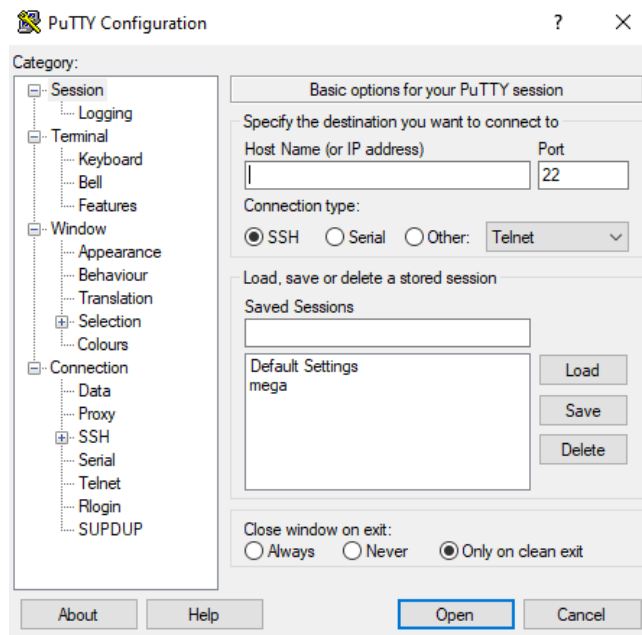 PuTTY Configuration
?
Category:
Session
Logging
Terminal
Keyboard
Bell
Features
Window
Appearance
Behaviour
Translation
Selection
Colours
Connection
Data
Proxy
SSH
Serial
Telnet
Rlogin
SUPDUP
Basic options for your PuTTY session
Specify the destination you want to connect to
Host Name (or IP address) Port
22
Connection type:
SSH Serial Other: Telnet
Load, save or delete a stored session
Saved Sessions
Default Settings
mega
Load
Save
Delete
Close window on exit:
Always Never Only on clean exit
About Help Open Cancel